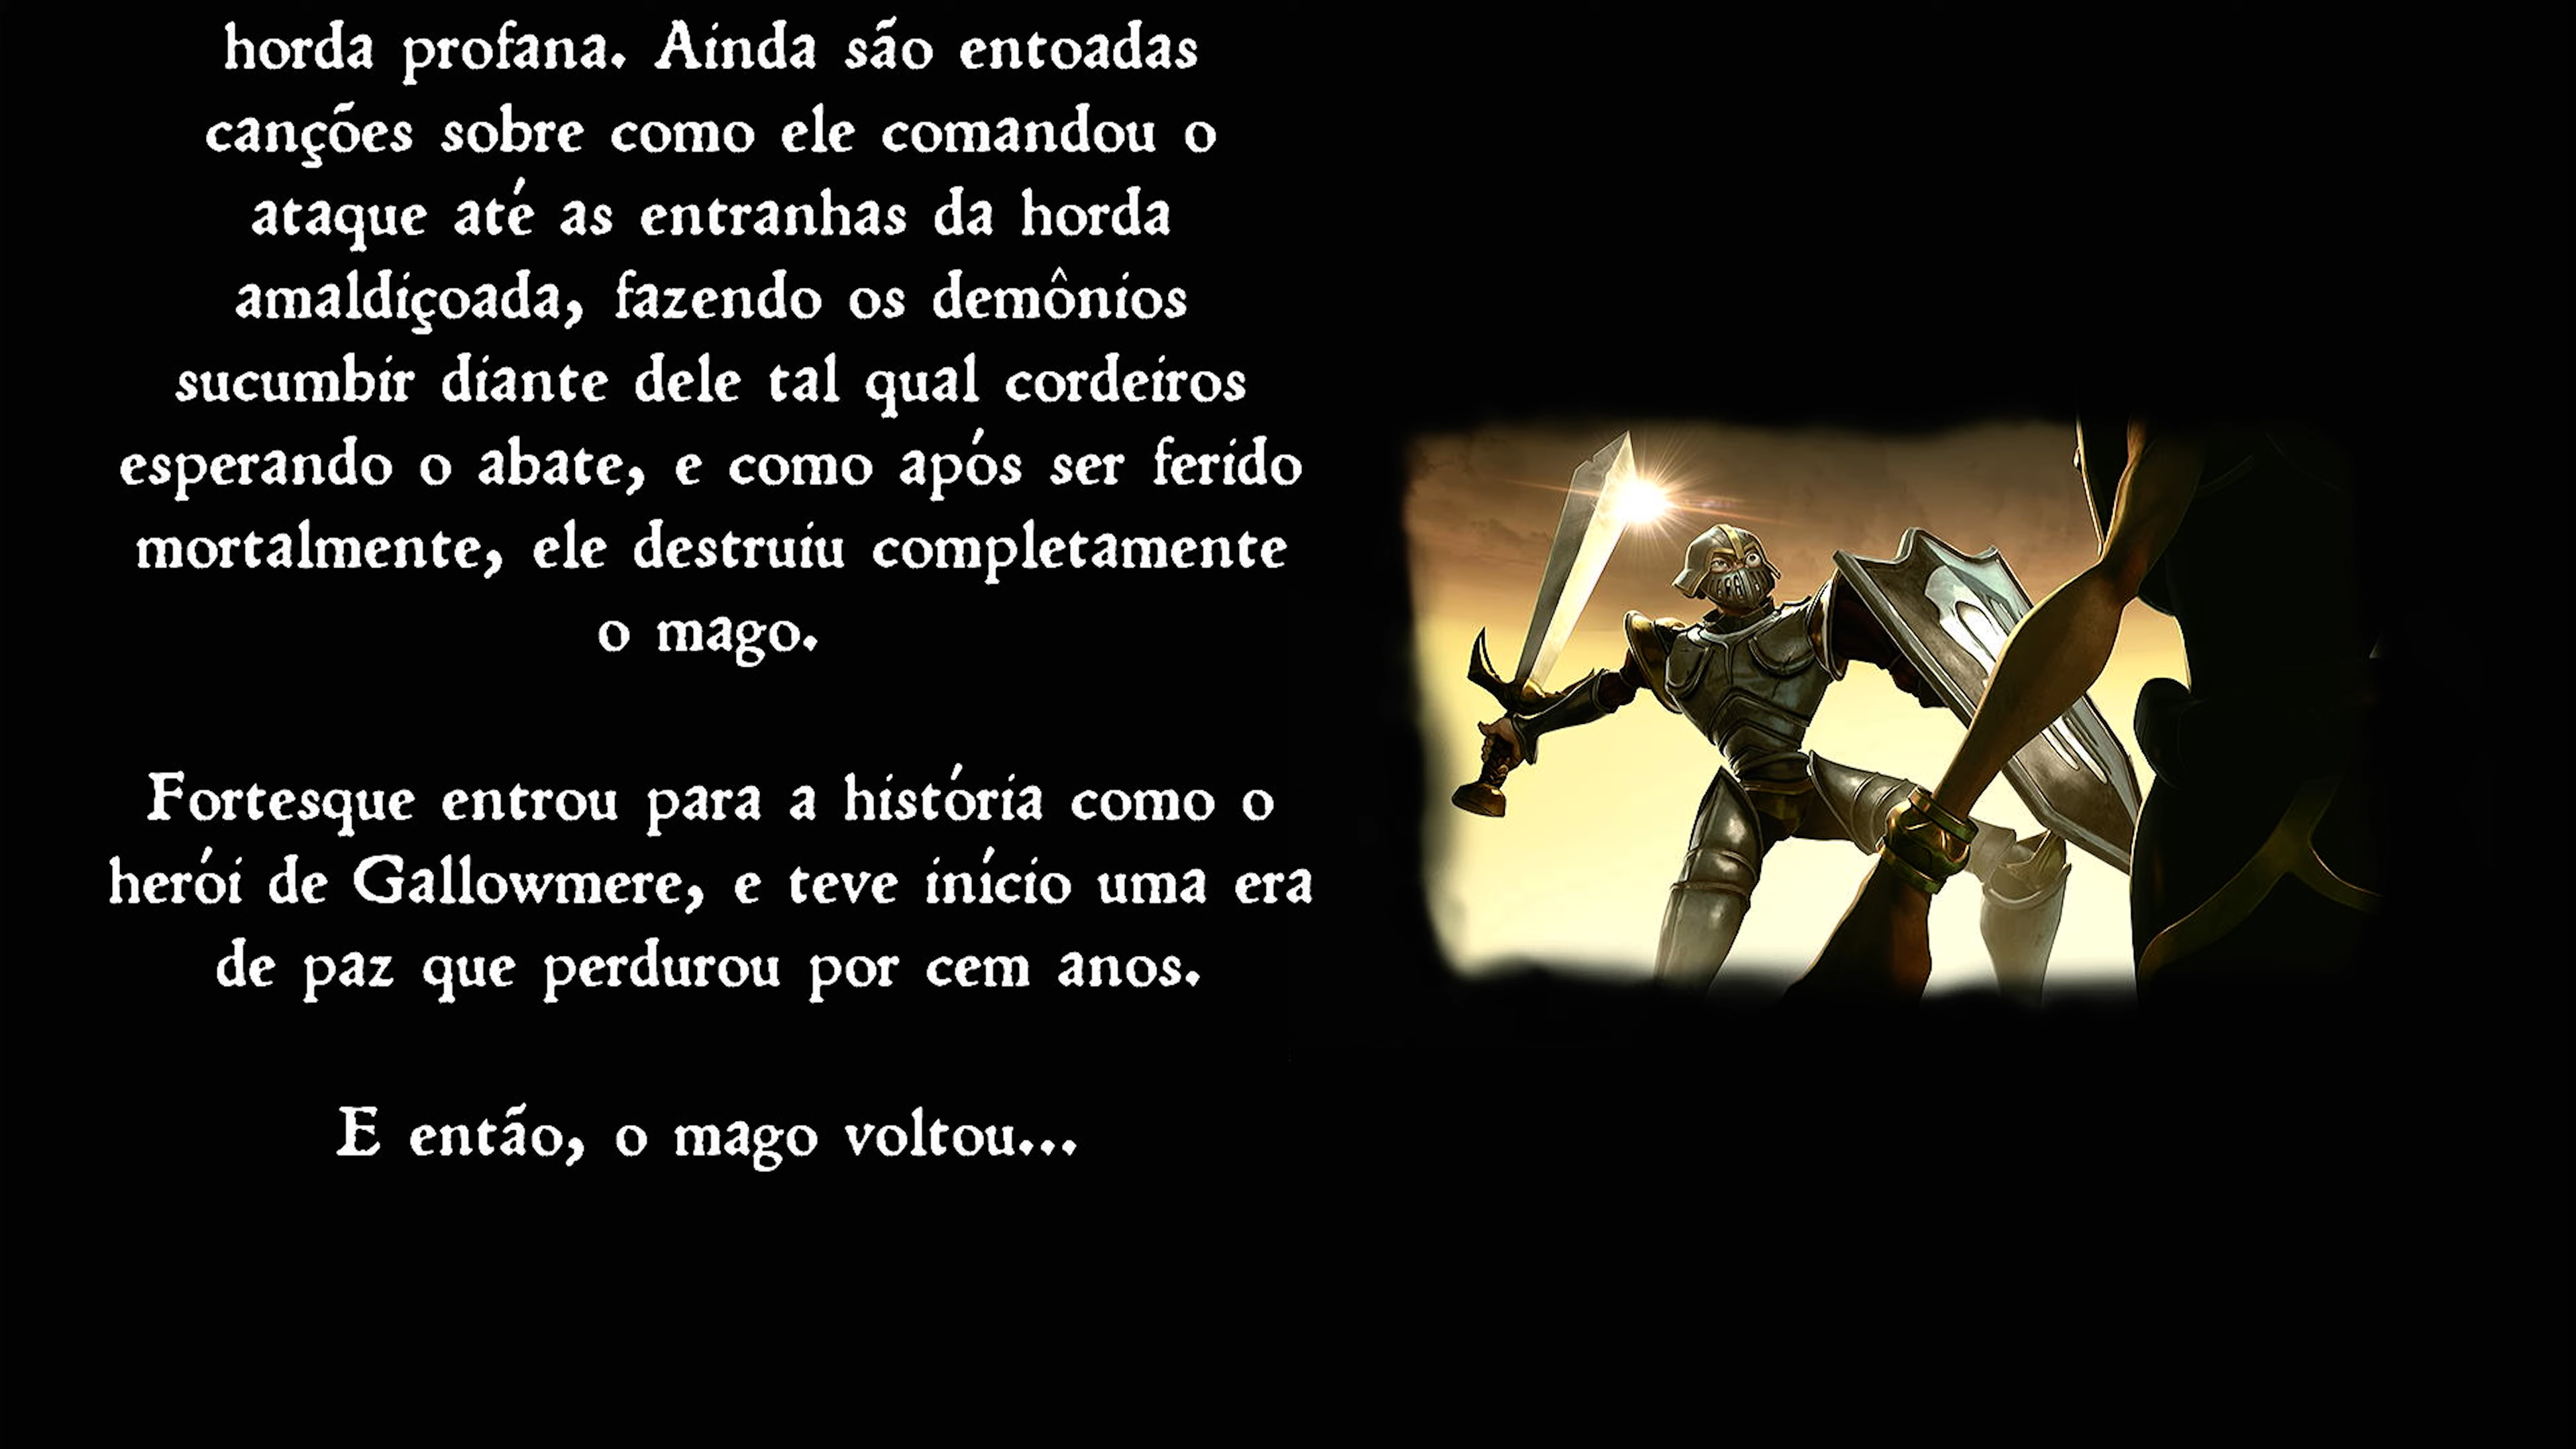 horda profana. Ainda são entoadas
canções sobre como ele comandou o
ataque até as entranhas da horda
amaldiçoada, fazendo os demônios
sucumbir diante dele tal qual cordeiros
esperando o abate, e como após ser ferido
mortalmente, ele destruiu completamente
o mago.
Fortesque entrou para a história como o
herói de Gallowmere, e teve início uma era
de paz que perdurou por cem anos.
E então, o mago voltou...